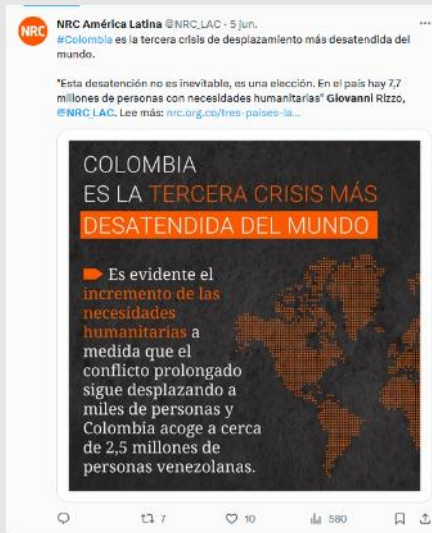 NRC
NRC América Latina @NRC_LAC · 5 jun.
#Colombia es la tercera crisis de desplazamiento más desatendida del
mundo.
"Esta desatención no es inevitable, es una elección. En el país hay 7,7
millones de personas con necesidades humanitarias" Giovanni Rizzo,
@NRC_LAC. Lee más: nrc.org.co/tres-paises-la...
COLOMBIA
ES LA TERCERA CRISIS MÁS
DESATENDIDA DEL MUNDO
Es evidente el
incremento de las
necesidades
humanitarias a
medida que el
conflicto prolongado
sigue desplazando a
miles de personas y
Colombia acoge a cerca
de 2,5 millones de
personas venezolanas.
7 10 580